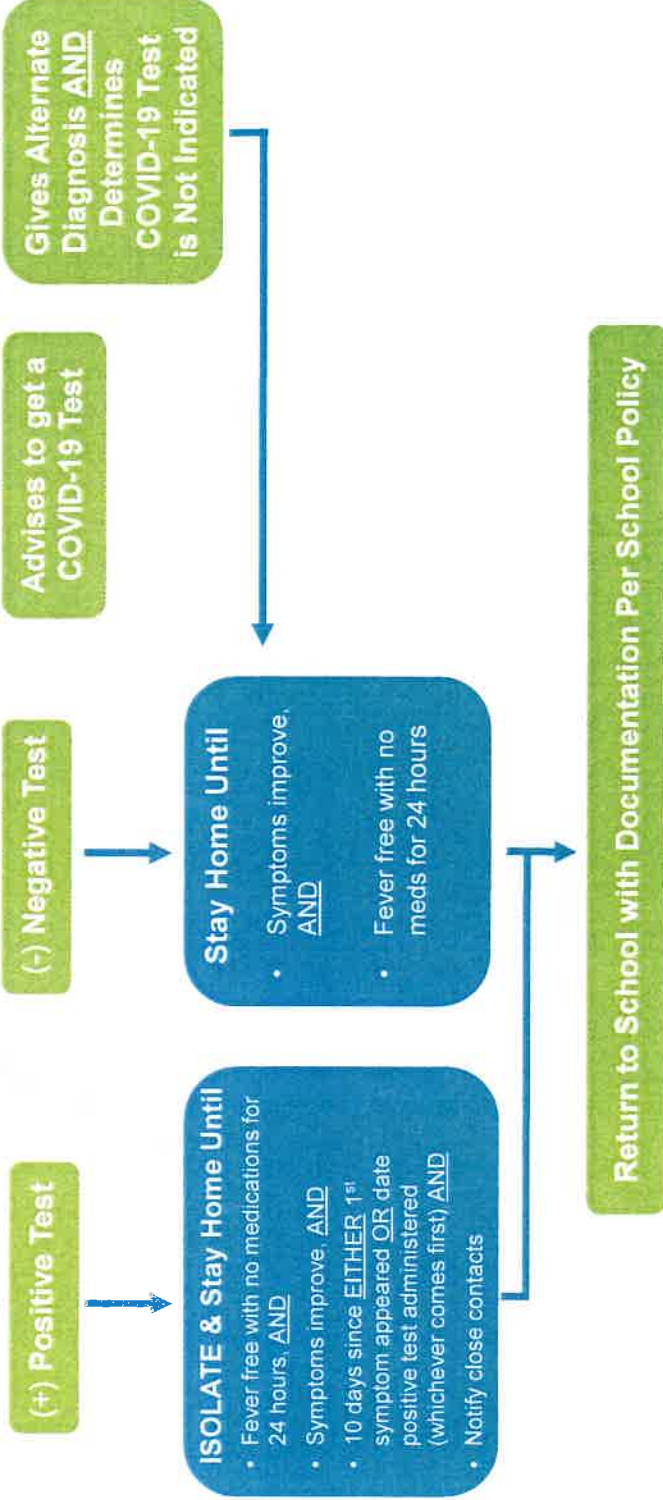 Gives Alternate
Diagnosis AND
Determines
COVID-19 Test
is Not Indicated
Advises to get a
COVID-19 Test
(-) Negative Test
(+) Positive Test
Stay Home Until
• Symptoms improve,
AND
• Fever free with no
meds for 24 hours
ISOLATE & Stay Home Until
• Fever free with no medications for
24 hours, AND
• Symptoms improve, AND
• 10 days since EITHER 1st
symptom appeared OR date
positive test administered
(whichever comes first) AND
• Notify close contacts
Return to School with Documentation Per School Policy